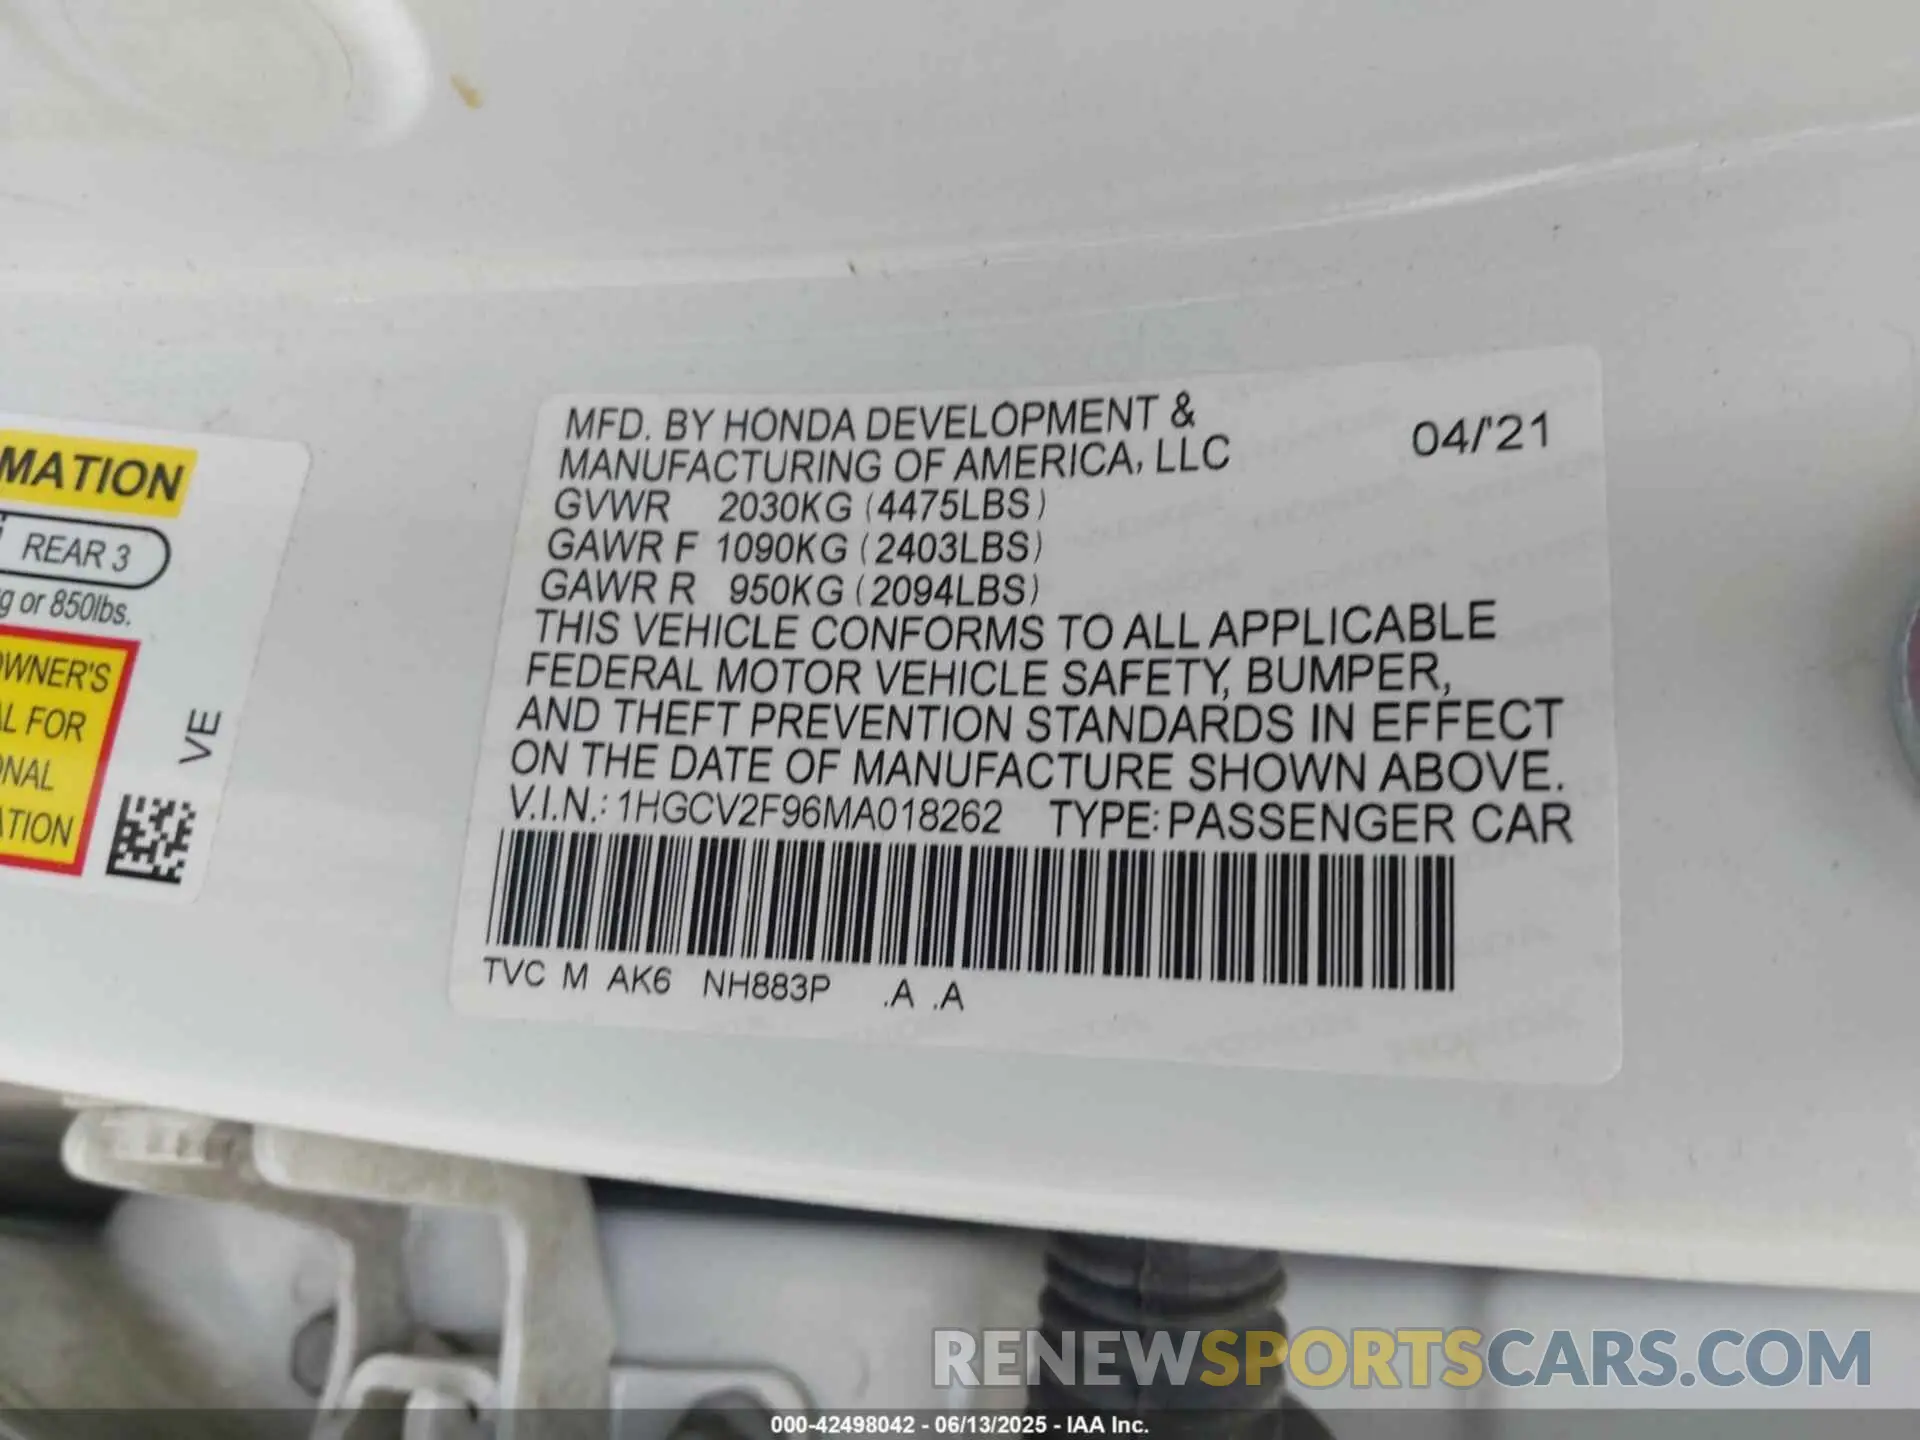 MATION
REAR 3
g or 850lbs.
OWNER'S
AL FOR
ONAL
ATION
VE
MFD. BY HONDA DEVELOPMENT &
MANUFACTURING OF AMERICA, LLC
04/'21
GVWR 2030KG (4475LBS)
GAWR F 1090KG (2403LBS)
GAWR R 950KG (2094LBS)
THIS VEHICLE CONFORMS TO ALL APPLICABLE
FEDERAL MOTOR VEHICLE SAFETY, BUMPER,
AND THEFT PREVENTION STANDARDS IN EFFECT
ON THE DATE OF MANUFACTURE SHOWN ABOVE.
V.I.N.: 1HGCV2F96MA018262 TYPE: PASSENGER CAR
TVC M AK6 NH883P .A .A
RENEWSPORTSCARS.COM
000-42498042 - 06/13/2025 - IAA Inc.